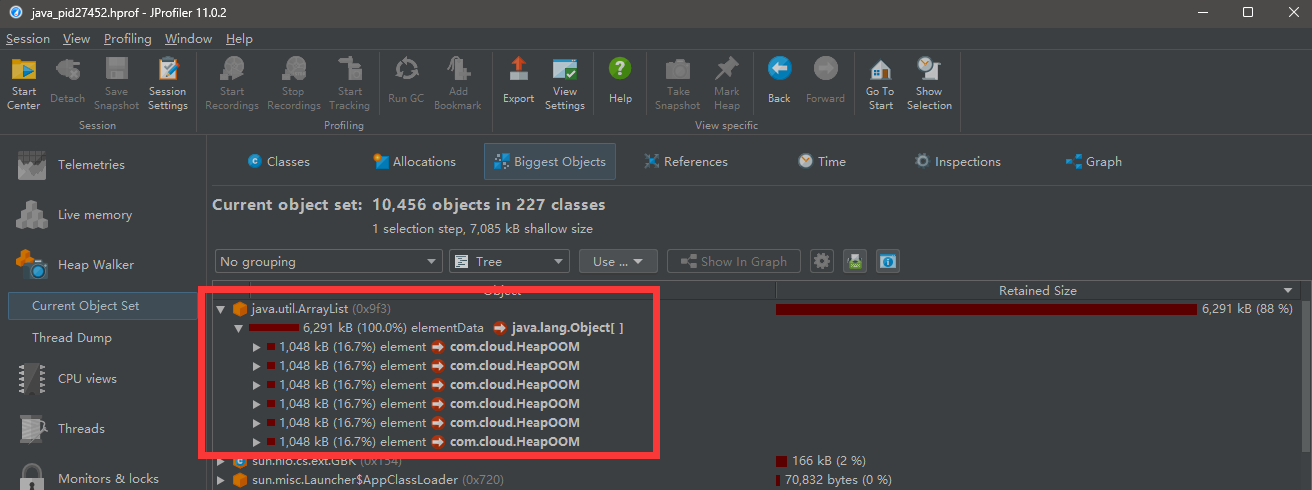 java_pid27452.hprof - JProfiler 11.0.2
Session View Profiling Window Help
Start Center
Detach
Save Snapshot
Session Settings
Start Recordings
Stop Recordings
Start Tracking
Run GC
Add Bookmark
Export
View Settings
Help
Take Snapshot
Mark Heap
Back
Forward
Go To Start
Show Selection
Session
Profiling
View specific
Telemetries
Live memory
Heap Walker
Current Object Set
Thread Dump
CPU views
Threads
Monitors & locks
Classes Allocations Biggest Objects References Time Inspections Graph
Current object set: 10,456 objects in 227 classes
1 selection step, 7,085 kB shallow size
No grouping Tree Use ... Show In Graph
Object Retained Size
java.util.ArrayList (0x9f3) 6,291 kB (88 %)
6,291 kB (100.0%) elementData java.lang.Object[ ]
1,048 kB (16.7%) element com.cloud.HeapOOM
1,048 kB (16.7%) element com.cloud.HeapOOM
1,048 kB (16.7%) element com.cloud.HeapOOM
1,048 kB (16.7%) element com.cloud.HeapOOM
1,048 kB (16.7%) element com.cloud.HeapOOM
1,048 kB (16.7%) element com.cloud.HeapOOM
sun.nio.cs.ext.GBK (0x154) 166 kB (2 %)
sun.misc.Launcher$AppClassLoader (0x720) 70,832 bytes (0 %)